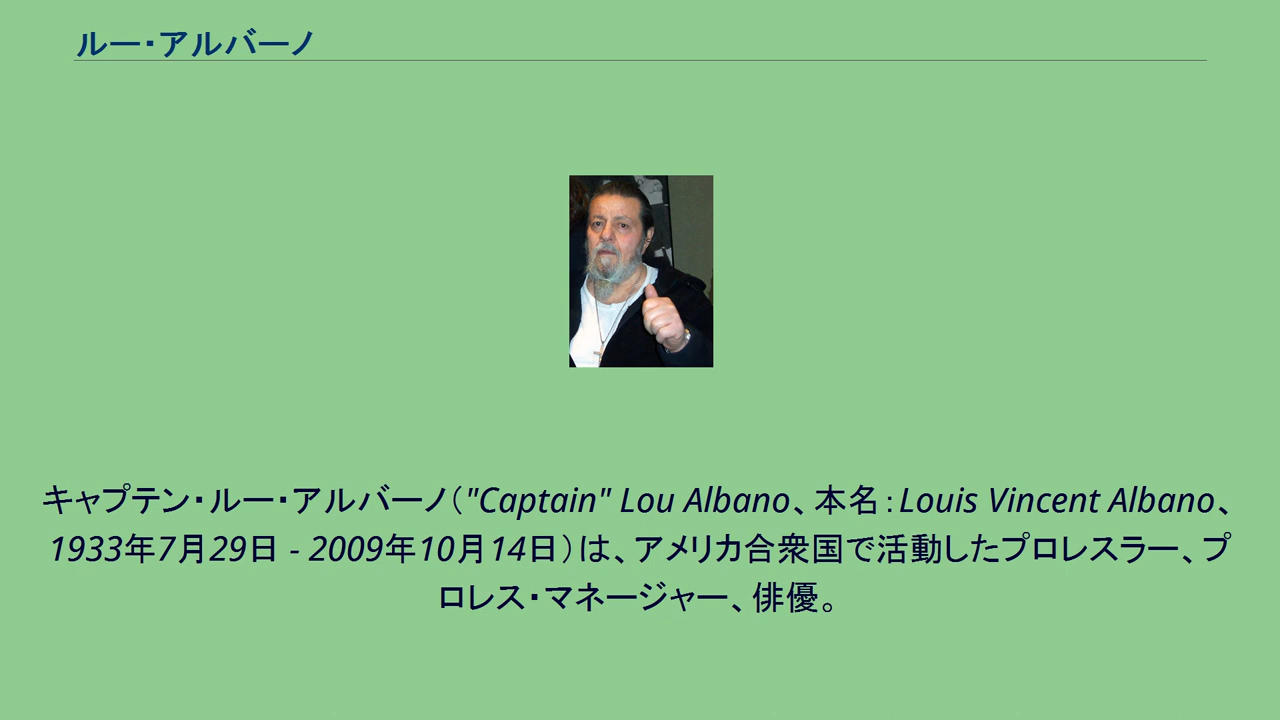 ルー・アルバーノ
キャプテン・ルー・アルバーノ（"Captain" Lou Albano、本名：Louis Vincent Albano、
1933年7月29日 - 2009年10月14日）は、アメリカ合衆国で活動したプロレスラー、プ
ロレス・マネージャー、俳優。